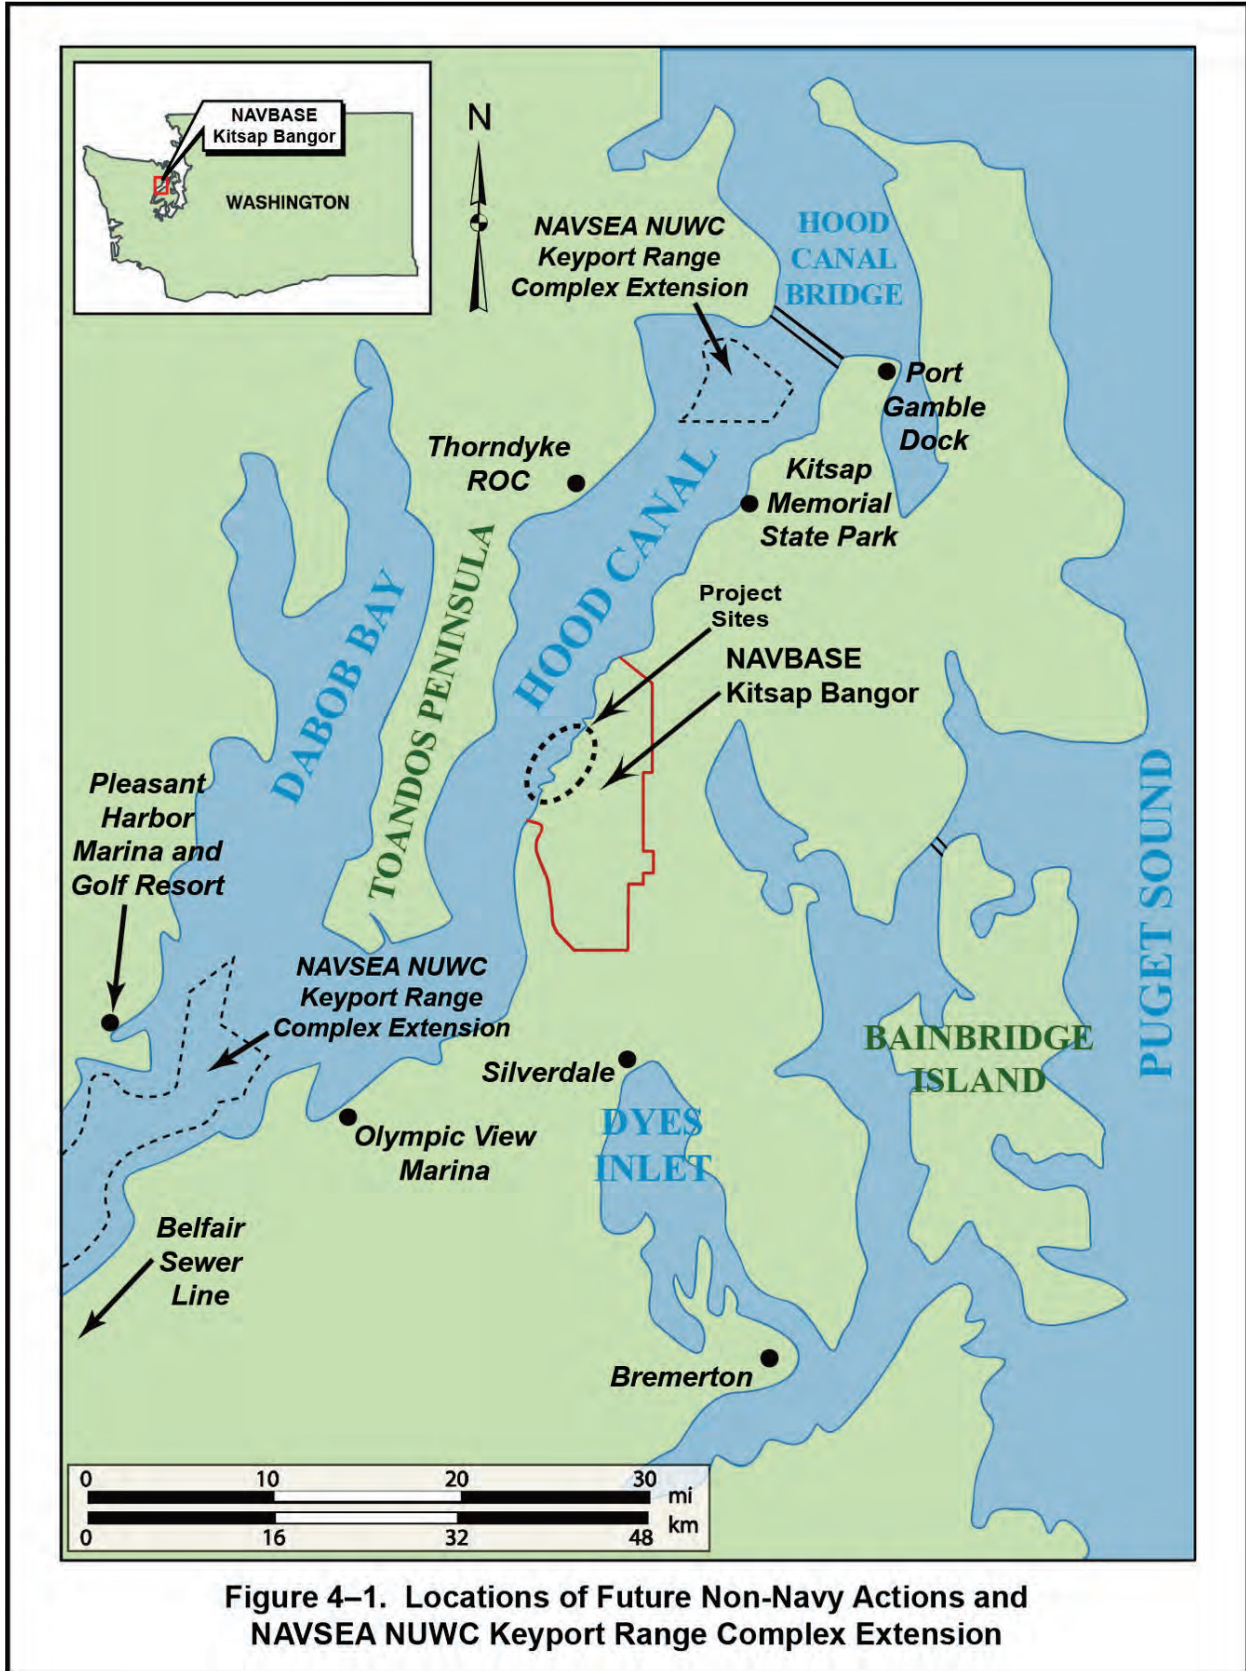 NAVBASE
Kitsap Bangor
WASHINGTON
N
NAVSEA NUWC
Keyport Range
Complex Extension
HOOD
CANAL
BRIDGE
Port
Gamble
Dock
Thorndyke
ROC
Kitsap
Memorial
State Park
HOOD CANAL
DABOB BAY
TOANDOS PENINSULA
Project
Sites
NAVBASE
Kitsap Bangor
Pleasant
Harbor
Marina and
Golf Resort
PUGET SOUND
NAVSEA NUWC
Keyport Range
Complex Extension
BAINBRIDGE
ISLAND
Silverdale
DYES
INLET
Olympic View
Marina
Belfair
Sewer
Line
Bremerton
0 10 20 30
mi
km
0 16 32 48
Figure 4–1. Locations of Future Non-Navy Actions and
NAVSEA NUWC Keyport Range Complex Extension